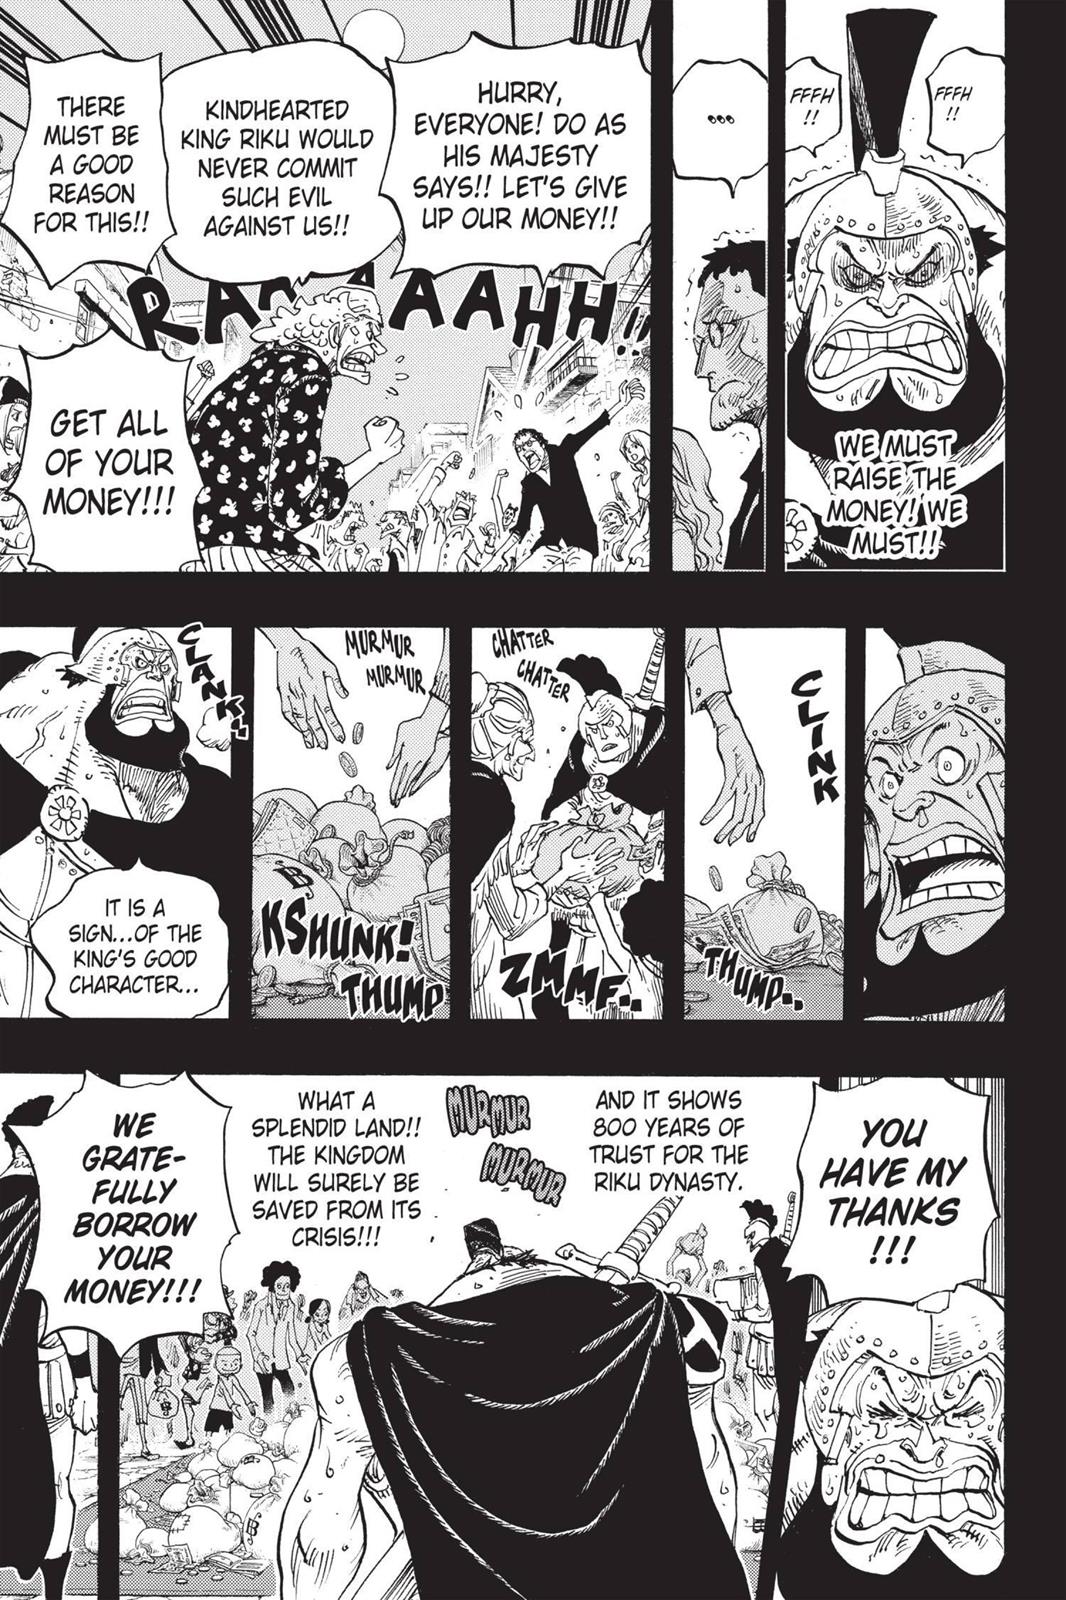 FFFH
!!
FFFH
!!
WE MUST
RAISE THE
MONEY! WE
MUST!!
...
HURRY,
EVERYONE! DO AS
HIS MAJESTY
SAYS!! LET'S GIVE
UP OUR MONEY!!
KINDHEARTED
KING RIKU WOULD
NEVER COMMIT
SUCH EVIL
AGAINST US!!
THERE
MUST BE
A GOOD
REASON
FOR THIS!!
GET ALL
OF YOUR
MONEY!!!
CLINK
THUMP..
CHATTER
CHATTER
ZMMF..
MURMUR
MURMUR
KSHUNK!
THUMP
CLANK..
IT IS A
SIGN...OF THE
KING'S GOOD
CHARACTER...
YOU
HAVE MY
THANKS
!!!
AND IT SHOWS
800 YEARS OF
TRUST FOR THE
RIKU DYNASTY.
MURMUR
MURMUR
WHAT A
SPLENDID LAND!!
THE KINGDOM
WILL SURELY BE
SAVED FROM ITS
CRISIS!!!
WE
GRATE-
FULLY
BORROW
YOUR
MONEY!!!